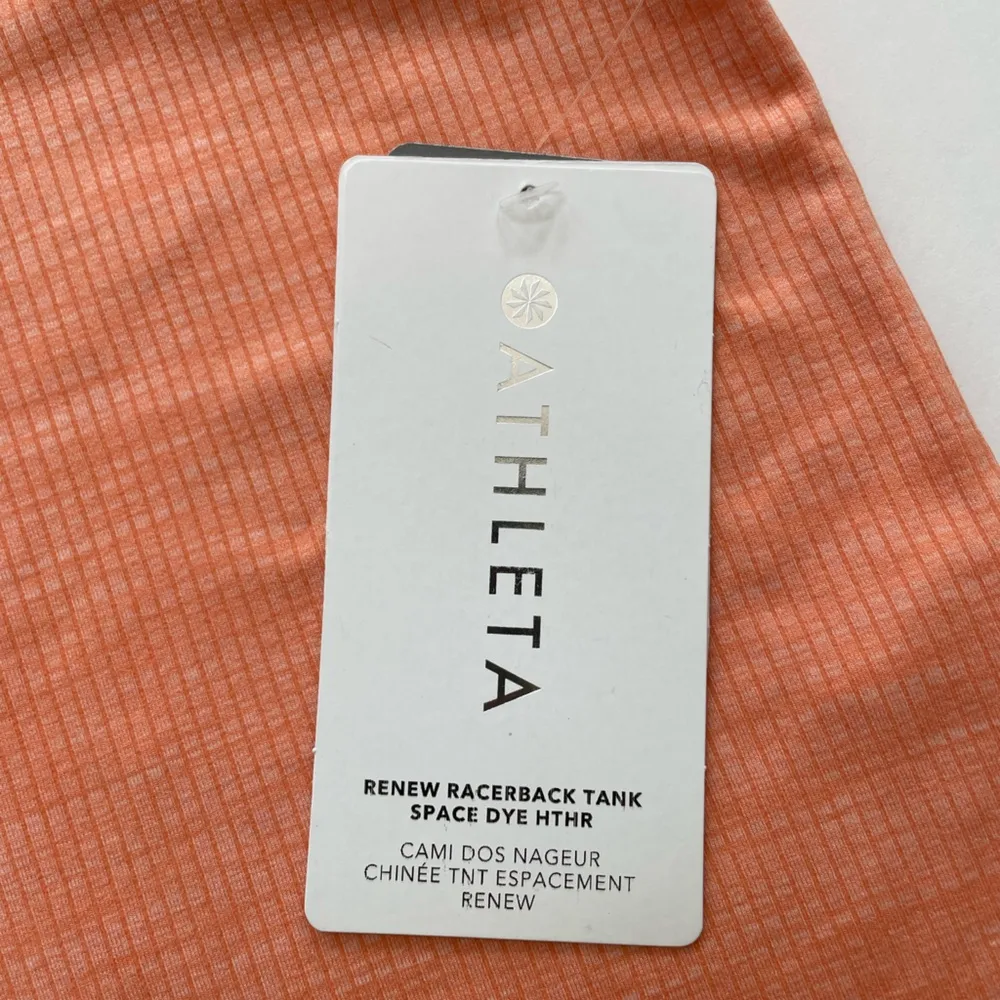 ATHLETA
RENEW RACERBACK TANK
SPACE DYE HTHR
CAMI DOS NAGEUR
CHINÉE TNT ESPACEMENT
RENEW